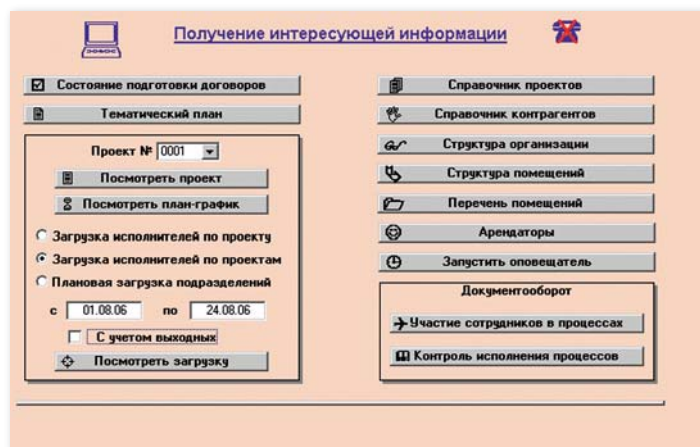 Получение интересующей информации
Состояние подготовки договоров
Тематический план
Проект № 0001
Посмотреть проект
Посмотреть план-график
Загрузка исполнителей по проекту
Загрузка исполнителей по проектам
Плановая загрузка подразделений
с 01.08.06 по 24.08.06
С учетом выходных
Посмотреть загрузку
Справочник проектов
Справочник контрагентов
Структура организации
Структура помещений
Перечень помещений
Арендаторы
Запустить оповещатель
Документооборот
Участие сотрудников в процессах
Контроль исполнения процессов